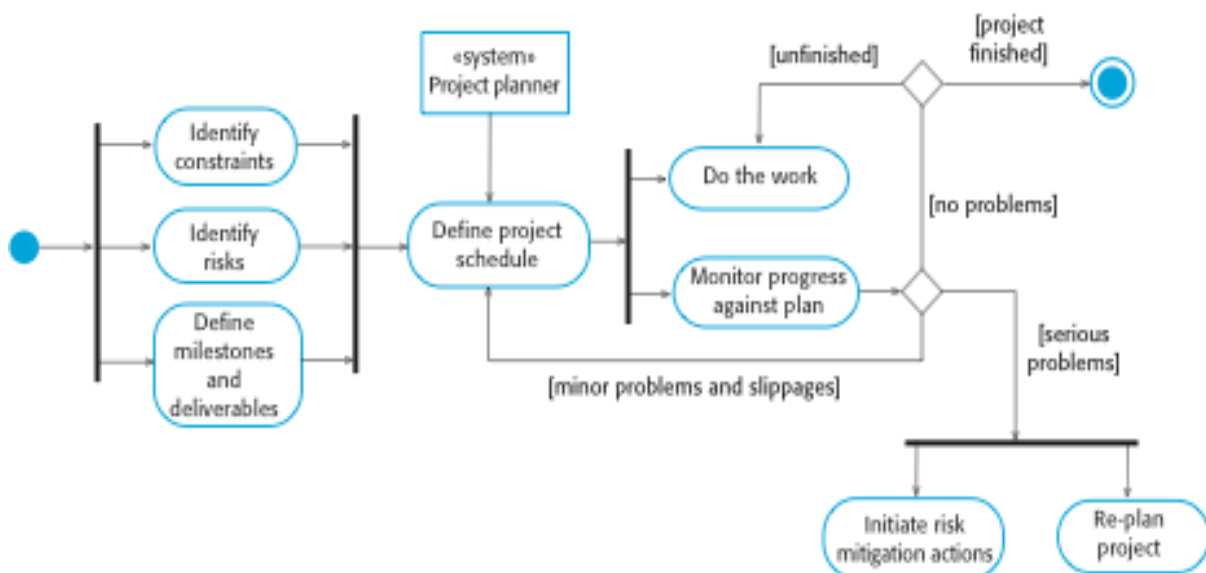 [project
finished]
«system»
Project planner
[unfinished]
Identify
constraints
Do the work
[no problems]
Identify
risks
Define project
schedule
Monitor progress
against plan
Define
milestones
and
deliverables
[serious
problems]
[minor problems and slippages]
Initiate risk
mitigation actions
Re-plan
project